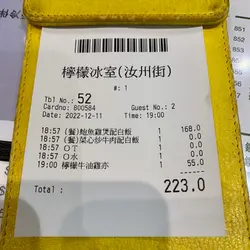 檸檬冰室(汝州街)
#: 1
Tbl No.: 52
Cardno: 800584
Guest No.: 2
Date: 2022-12-11
Time: 19:00
18:57 (餐)鮑魚雞煲配白飯 1 168.0
18:57 (餐)菜心炒牛肉配白飯 1 0.0
18:57 OT 1 0.0
18:57 O水 1 0.0
19:00 檸檬牛油雞亦 1 55.0
Total: 223.0
851